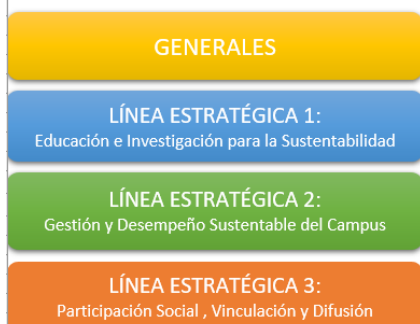 GENERALES
LÍNEA ESTRATÉGICA 1:
Educación e Investigación para la Sustentabilidad
LÍNEA ESTRATÉGICA 2:
Gestión y Desempeño Sustentable del Campus
LÍNEA ESTRATÉGICA 3:
Participación Social , Vinculación y Difusión